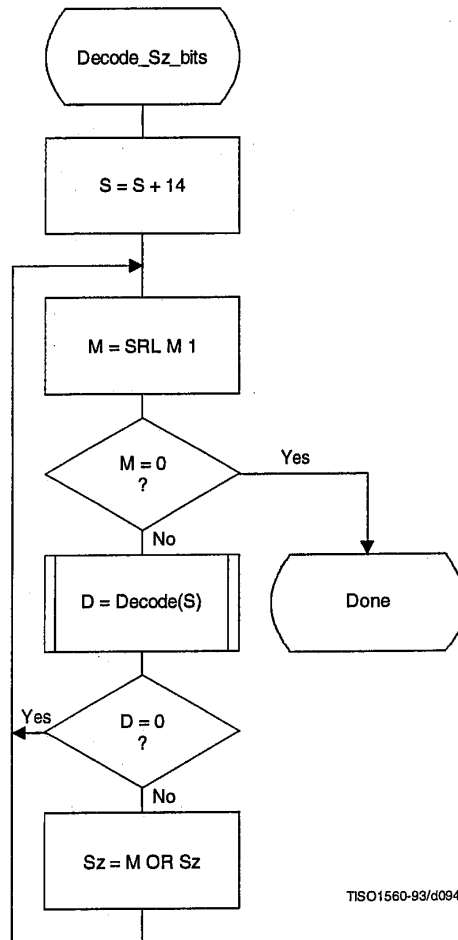 Decode_Sz_bits
S = S + 14
M = SRL M 1
M = 0
?
Yes
No
D = Decode(S)
Done
Yes
D = 0
?
No
Sz = M OR Sz
TISO1560-93/d094